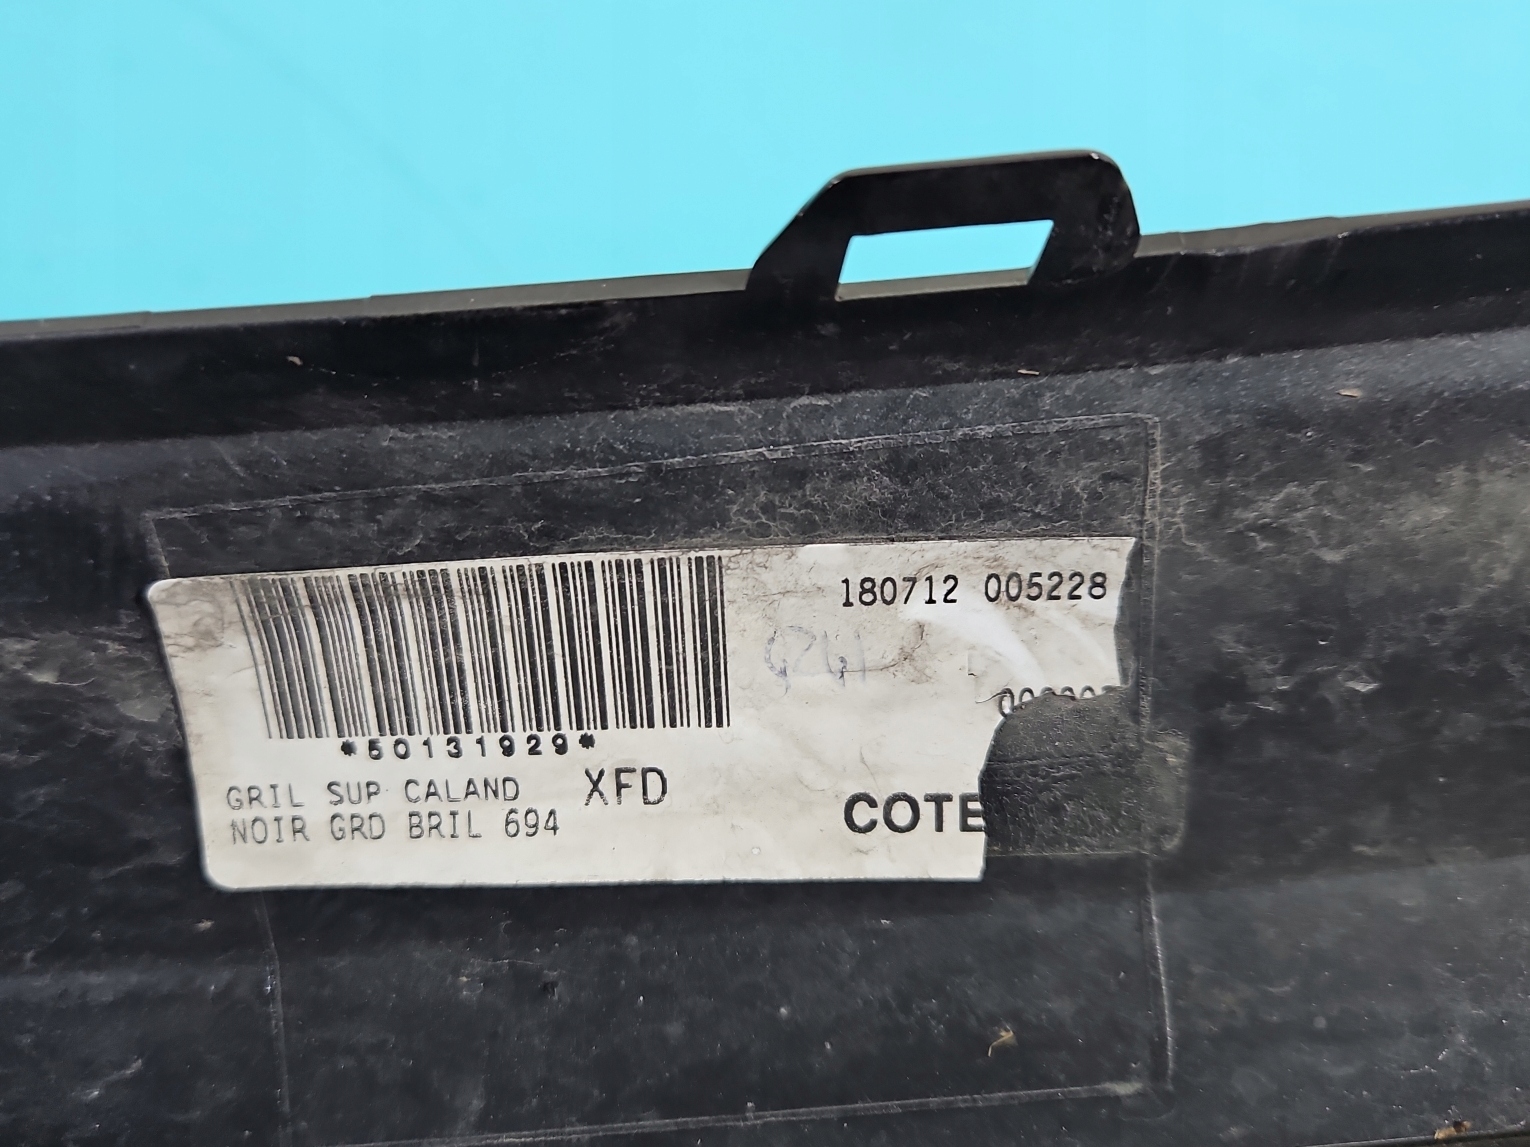 180712 005228
*50131929*
GRIL SUP CALAND XFD
NOIR GRD BRIL 694
COTE